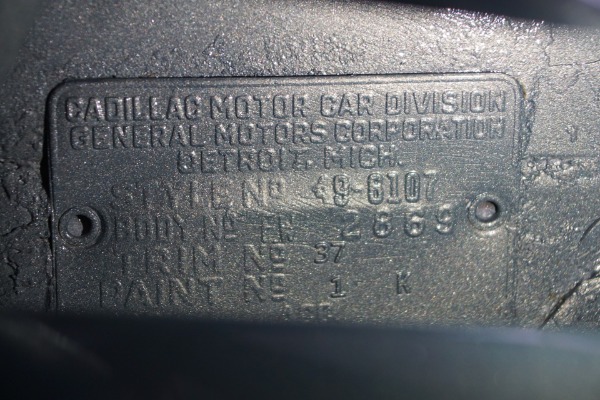 CADILLAC MOTOR CAR DIVISION
GENERAL MOTORS CORPORATION
DETROIT, MICH.
STYLE Nº 49-6107
BODY Nº FW 2869
TRIM Nº 37
PAINT Nº 1 K